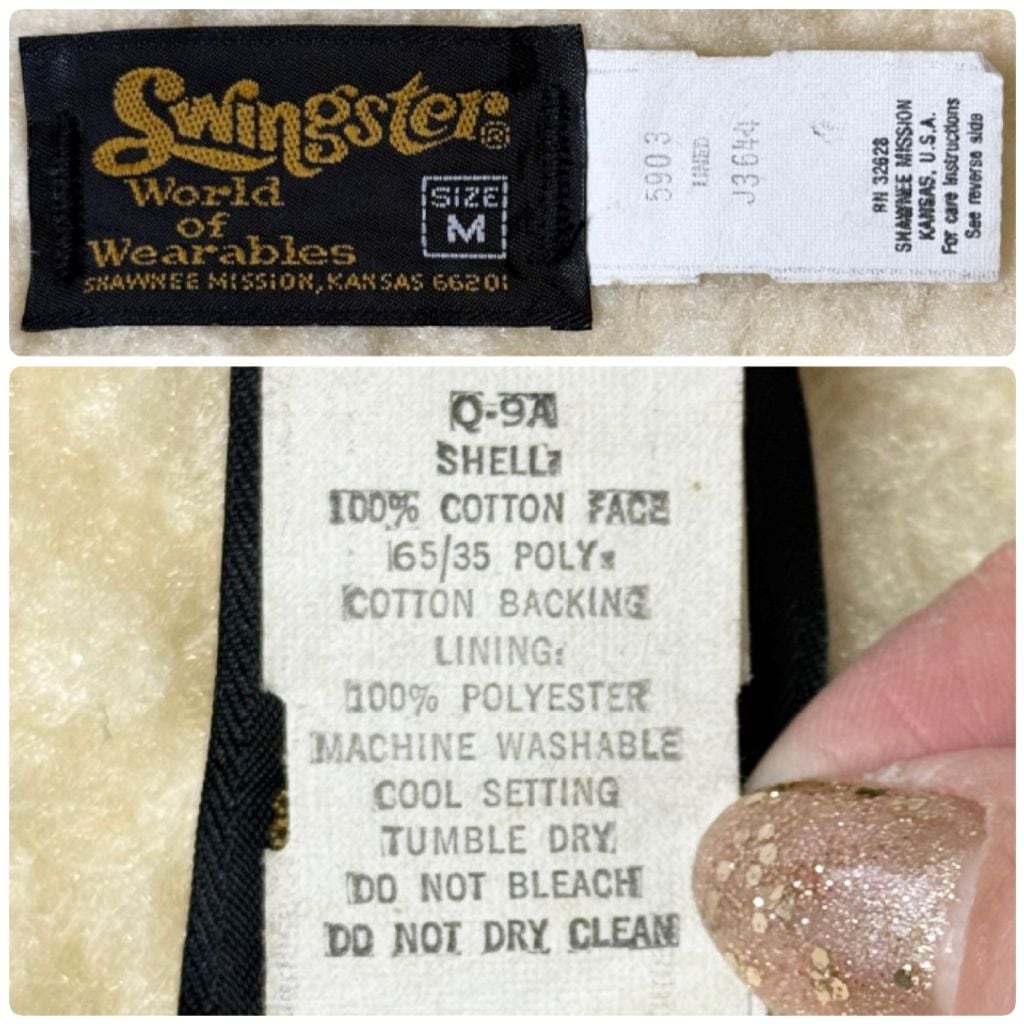 Swingster®
World
of
Wearables
SHAWNEE MISSION, KANSAS 66201
SIZE
M
5903
LINED
J3644
RN 32628
SHAWNEE MISSION
KANSAS, U.S.A.
For care instructions
See reverse side
Q-9A
SHELL:
100% COTTON FACE
65/35 POLY:
COTTON BACKING
LINING:
100% POLYESTER
MACHINE WASHABLE
COOL SETTING
TUMBLE DRY
DO NOT BLEACH
DO NOT DRY CLEAN